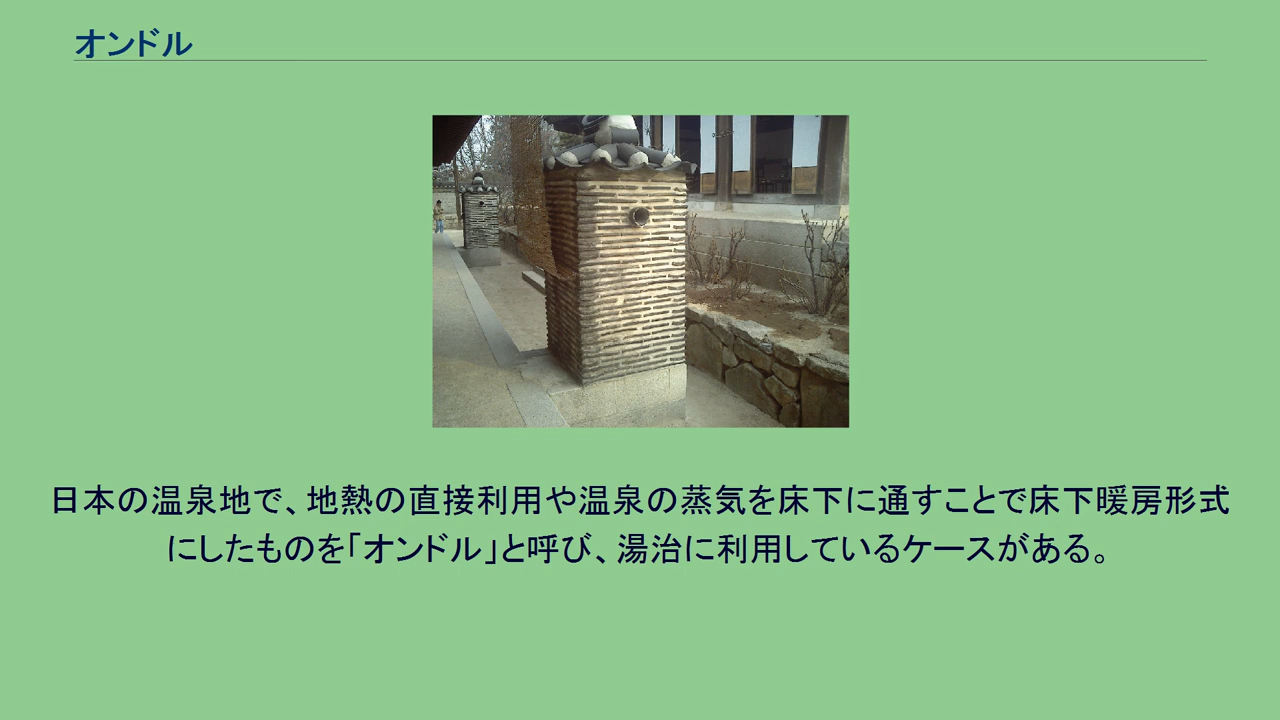 オンドル
日本の温泉地で、地熱の直接利用や温泉の蒸気を床下に通すことで床下暖房形式
にしたものを「オンドル」と呼び、湯治に利用しているケースがある。